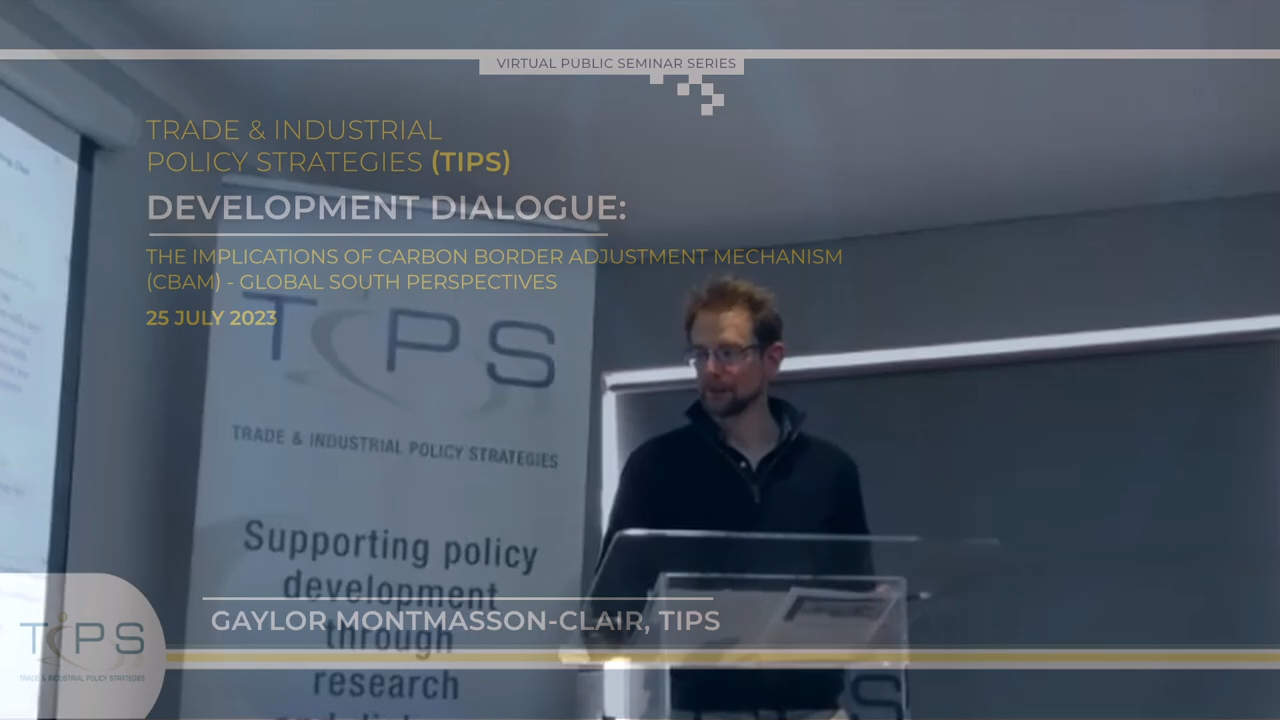 VIRTUAL PUBLIC SEMINAR SERIES
TRADE & INDUSTRIAL
POLICY STRATEGIES (TIPS)
DEVELOPMENT DIALOGUE:
THE IMPLICATIONS OF CARBON BORDER ADJUSTMENT MECHANISM
(CBAM) - GLOBAL SOUTH PERSPECTIVES
25 JULY 2023
TiPS
TRADE & INDUSTRIAL POLICY STRATEGIES
Supporting policy
development
through
research
GAYLOR MONTMASSON-CLAIR, TIPS
TiPS
TRADE & INDUSTRIAL POLICY STRATEGIES